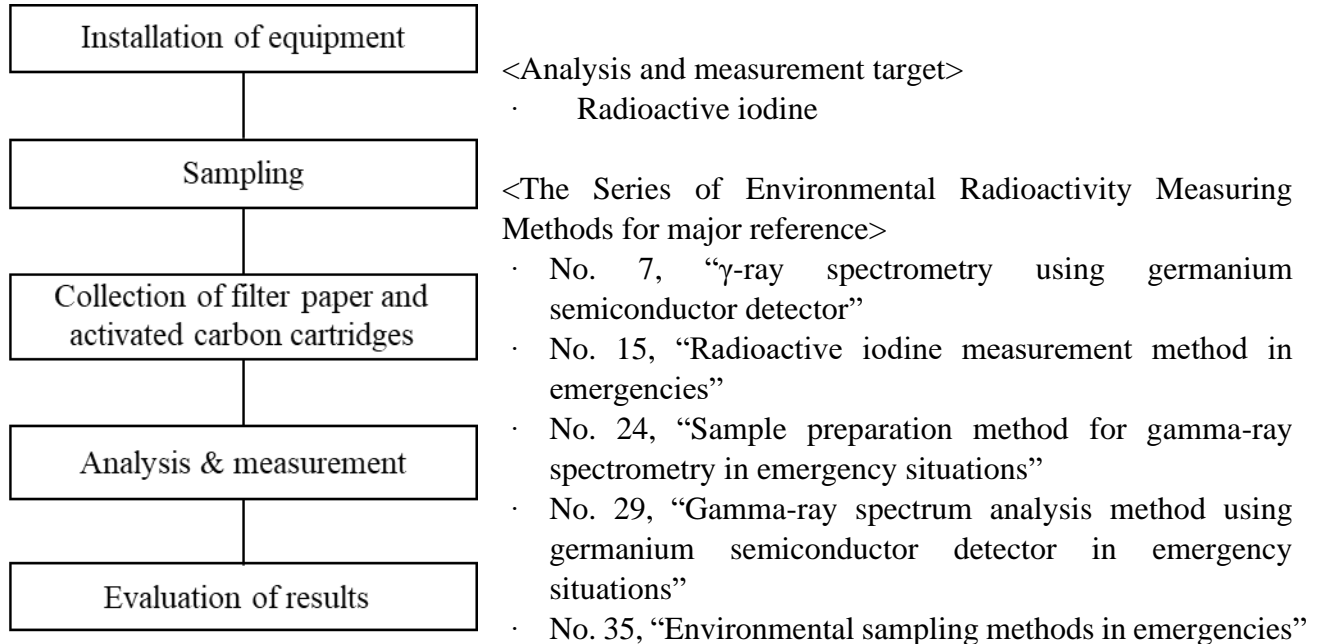 Installation of equipment
Sampling
Collection of filter paper and
activated carbon cartridges
Analysis & measurement
Evaluation of results
<Analysis and measurement target>
· Radioactive iodine
<The Series of Environmental Radioactivity Measuring
Methods for major reference>
· No. 7, “γ-ray spectrometry using germanium
semiconductor detector”
· No. 15, “Radioactive iodine measurement method in
emergencies”
· No. 24, “Sample preparation method for gamma-ray
spectrometry in emergency situations”
· No. 29, “Gamma-ray spectrum analysis method using
germanium semiconductor detector in emergency
situations”
· No. 35, “Environmental sampling methods in emergencies”